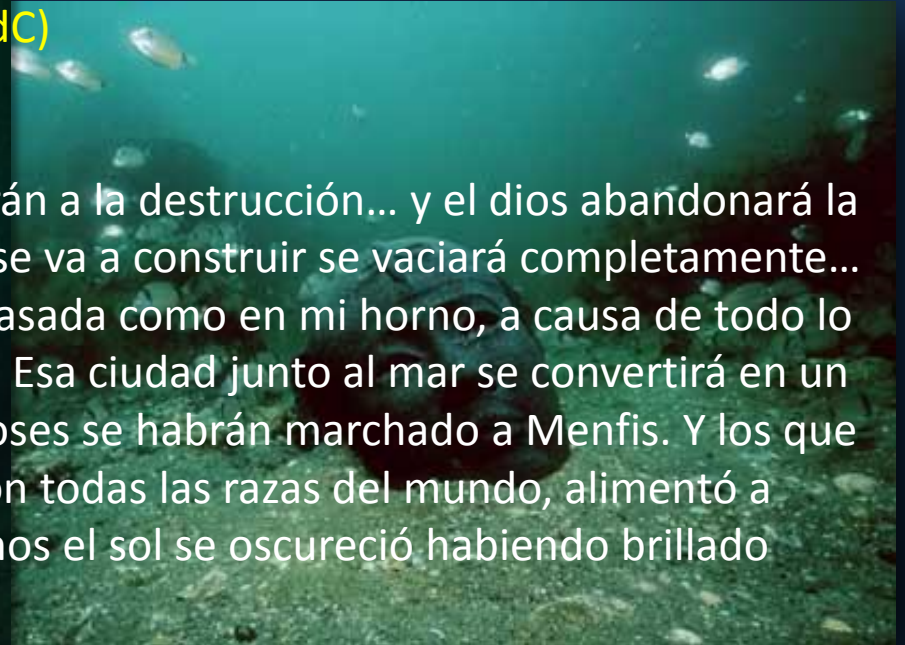 dC)
rán a la destrucción… y el dios abandonará la
se va a construir se vaciará completamente…
asada como en mi horno, a causa de todo lo
Esa ciudad junto al mar se convertirá en un
oses se habrán marchado a Menfis. Y los que
on todas las razas del mundo, alimentó a
nos el sol se oscureció habiendo brillado